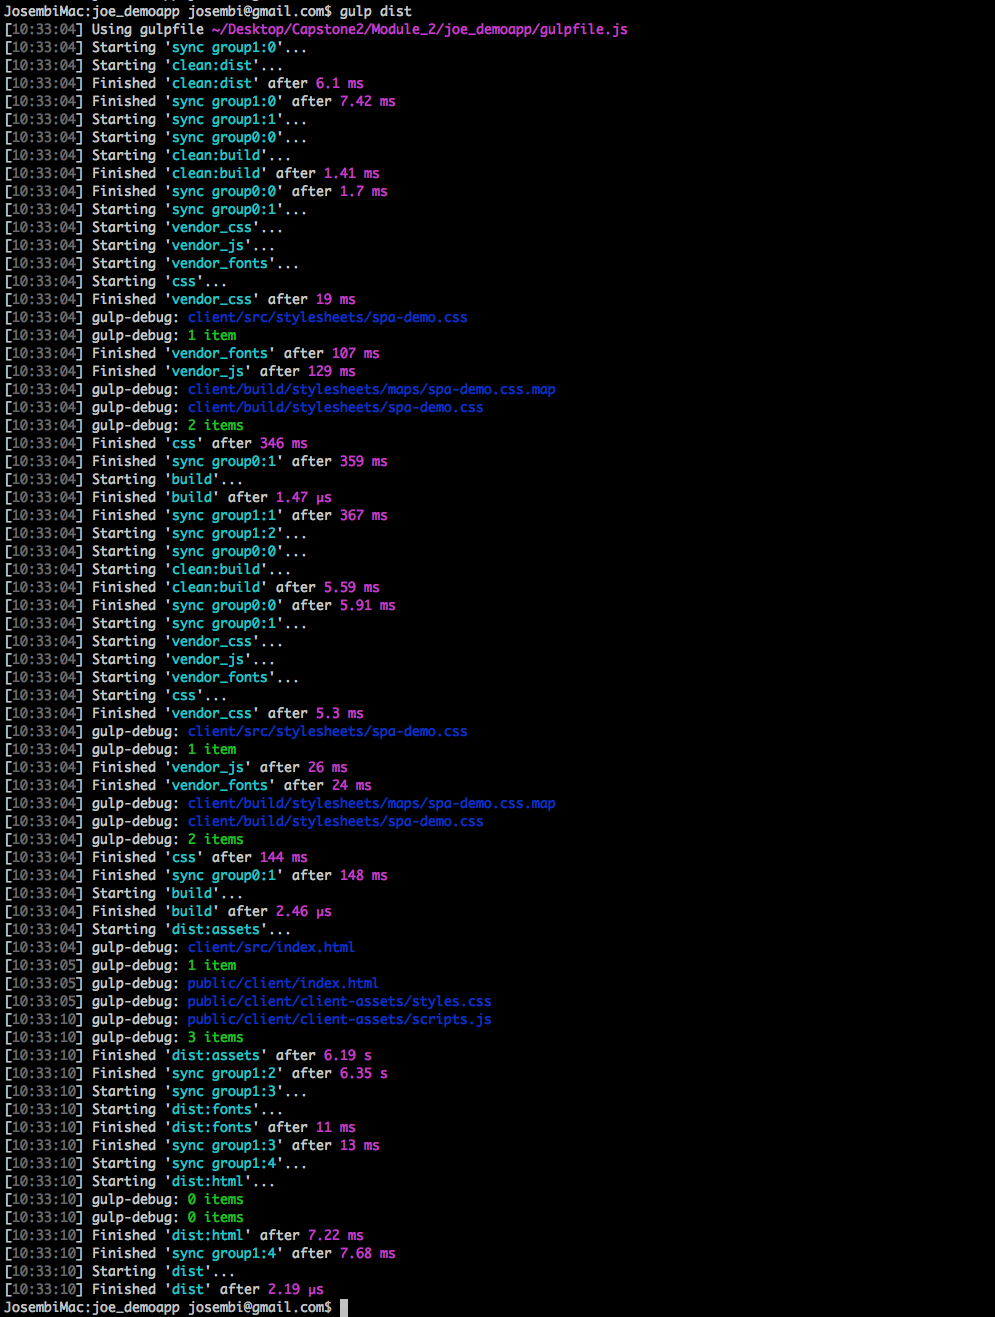 JosembiMac:joe_demoapp josembi@gmail.com$ gulp dist
[10:33:04] Using gulpfile ~/Desktop/Capstone2/Module_2/joe_demoapp/gulpfile.js
[10:33:04] Starting 'sync group1:0'...
[10:33:04] Starting 'clean:dist'...
[10:33:04] Finished 'clean:dist' after 6.1 ms
[10:33:04] Finished 'sync group1:0' after 7.42 ms
[10:33:04] Starting 'sync group1:1'...
[10:33:04] Starting 'sync group0:0'...
[10:33:04] Starting 'clean:build'...
[10:33:04] Finished 'clean:build' after 1.41 ms
[10:33:04] Finished 'sync group0:0' after 1.7 ms
[10:33:04] Starting 'sync group0:1'...
[10:33:04] Starting 'vendor_css'...
[10:33:04] Starting 'vendor_js'...
[10:33:04] Starting 'vendor_fonts'...
[10:33:04] Starting 'css'...
[10:33:04] Finished 'vendor_css' after 19 ms
[10:33:04] gulp-debug: client/src/stylesheets/spa-demo.css
[10:33:04] gulp-debug: 1 item
[10:33:04] Finished 'vendor_fonts' after 107 ms
[10:33:04] Finished 'vendor_js' after 129 ms
[10:33:04] gulp-debug: client/build/stylesheets/maps/spa-demo.css.map
[10:33:04] gulp-debug: client/build/stylesheets/spa-demo.css
[10:33:04] gulp-debug: 2 items
[10:33:04] Finished 'css' after 346 ms
[10:33:04] Finished 'sync group0:1' after 359 ms
[10:33:04] Starting 'build'...
[10:33:04] Finished 'build' after 1.47 μs
[10:33:04] Finished 'sync group1:1' after 367 ms
[10:33:04] Starting 'sync group1:2'...
[10:33:04] Starting 'sync group0:0'...
[10:33:04] Starting 'clean:build'...
[10:33:04] Finished 'clean:build' after 5.59 ms
[10:33:04] Finished 'sync group0:0' after 5.91 ms
[10:33:04] Starting 'sync group0:1'...
[10:33:04] Starting 'vendor_css'...
[10:33:04] Starting 'vendor_js'...
[10:33:04] Starting 'vendor_fonts'...
[10:33:04] Starting 'css'...
[10:33:04] Finished 'vendor_css' after 5.3 ms
[10:33:04] gulp-debug: client/src/stylesheets/spa-demo.css
[10:33:04] gulp-debug: 1 item
[10:33:04] Finished 'vendor_js' after 26 ms
[10:33:04] Finished 'vendor_fonts' after 24 ms
[10:33:04] gulp-debug: client/build/stylesheets/maps/spa-demo.css.map
[10:33:04] gulp-debug: client/build/stylesheets/spa-demo.css
[10:33:04] gulp-debug: 2 items
[10:33:04] Finished 'css' after 144 ms
[10:33:04] Finished 'sync group0:1' after 148 ms
[10:33:04] Starting 'build'...
[10:33:04] Finished 'build' after 2.46 μs
[10:33:04] Starting 'dist:assets'...
[10:33:04] gulp-debug: client/src/index.html
[10:33:05] gulp-debug: 1 item
[10:33:05] gulp-debug: public/client/index.html
[10:33:05] gulp-debug: public/client/client-assets/styles.css
[10:33:10] gulp-debug: public/client/client-assets/scripts.js
[10:33:10] gulp-debug: 3 items
[10:33:10] Finished 'dist:assets' after 6.19 s
[10:33:10] Finished 'sync group1:2' after 6.35 s
[10:33:10] Starting 'sync group1:3'...
[10:33:10] Starting 'dist:fonts'...
[10:33:10] Finished 'dist:fonts' after 11 ms
[10:33:10] Finished 'sync group1:3' after 13 ms
[10:33:10] Starting 'sync group1:4'...
[10:33:10] Starting 'dist:html'...
[10:33:10] gulp-debug: 0 items
[10:33:10] gulp-debug: 0 items
[10:33:10] Finished 'dist:html' after 7.22 ms
[10:33:10] Finished 'sync group1:4' after 7.68 ms
[10:33:10] Starting 'dist'...
[10:33:10] Finished 'dist' after 2.19 μs
JosembiMac:joe_demoapp josembi@gmail.com$